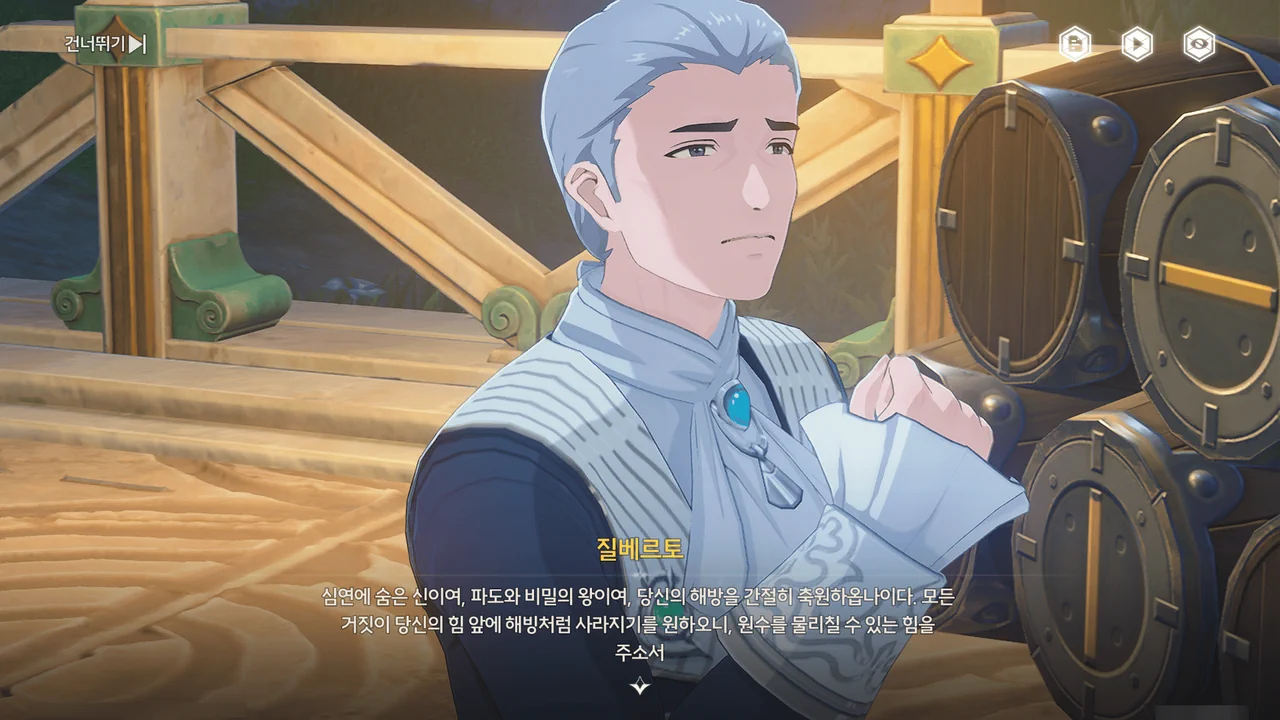 건너뛰기
질베르토
심연에 숨은 신이여, 파도와 비밀의 왕이여, 당신의 해방을 간절히 축원하옵나이다. 모든
거짓이 당신의 힘 앞에 해빙처럼 사라지기를 원하오니, 원수를 물리칠 수 있는 힘을
주소서